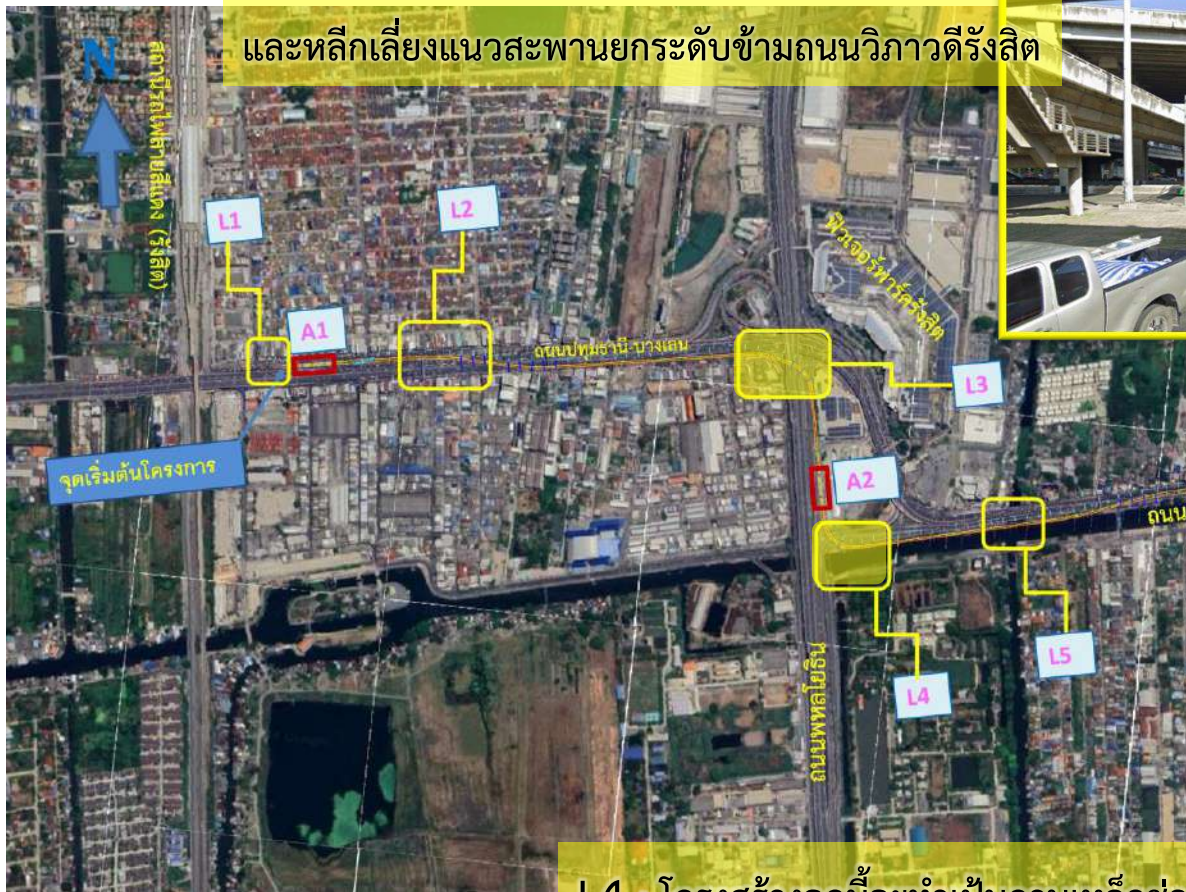 และหลีกเลี่ยงแนวสะพานยกระดับข้ามถนนวิภาวดีรังสิต
N
สถานีรถไฟสายสีแดง (รังสิต)
L1
L2
A1
ฟิวเจอร์พาร์ครังสิต
ถนนปทุมธานี-บางเลน
L3
จุดเริ่มต้นโครงการ
A2
ถนน
L5
L4
ถนนพหลโยธิน
L4